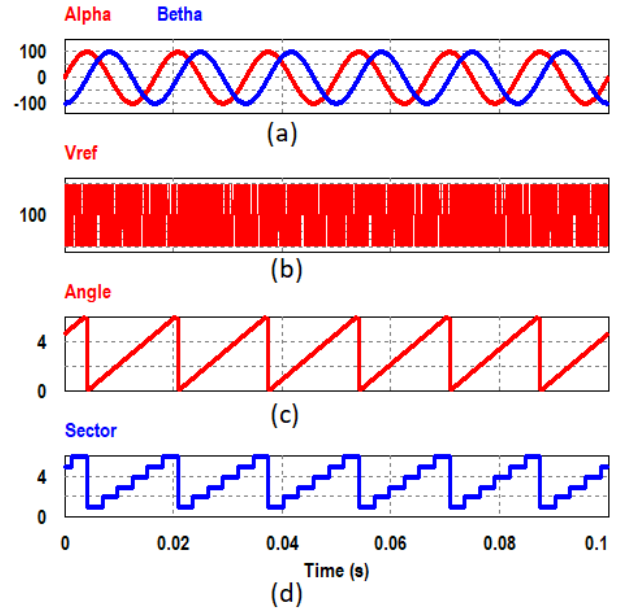 Alpha Betha
100
0
-100
(a)
Vref
100
(b)
Angle
4
0
(c)
Sector
4
0
0 0.02 0.04 0.06 0.08 0.1
Time (s)
(d)